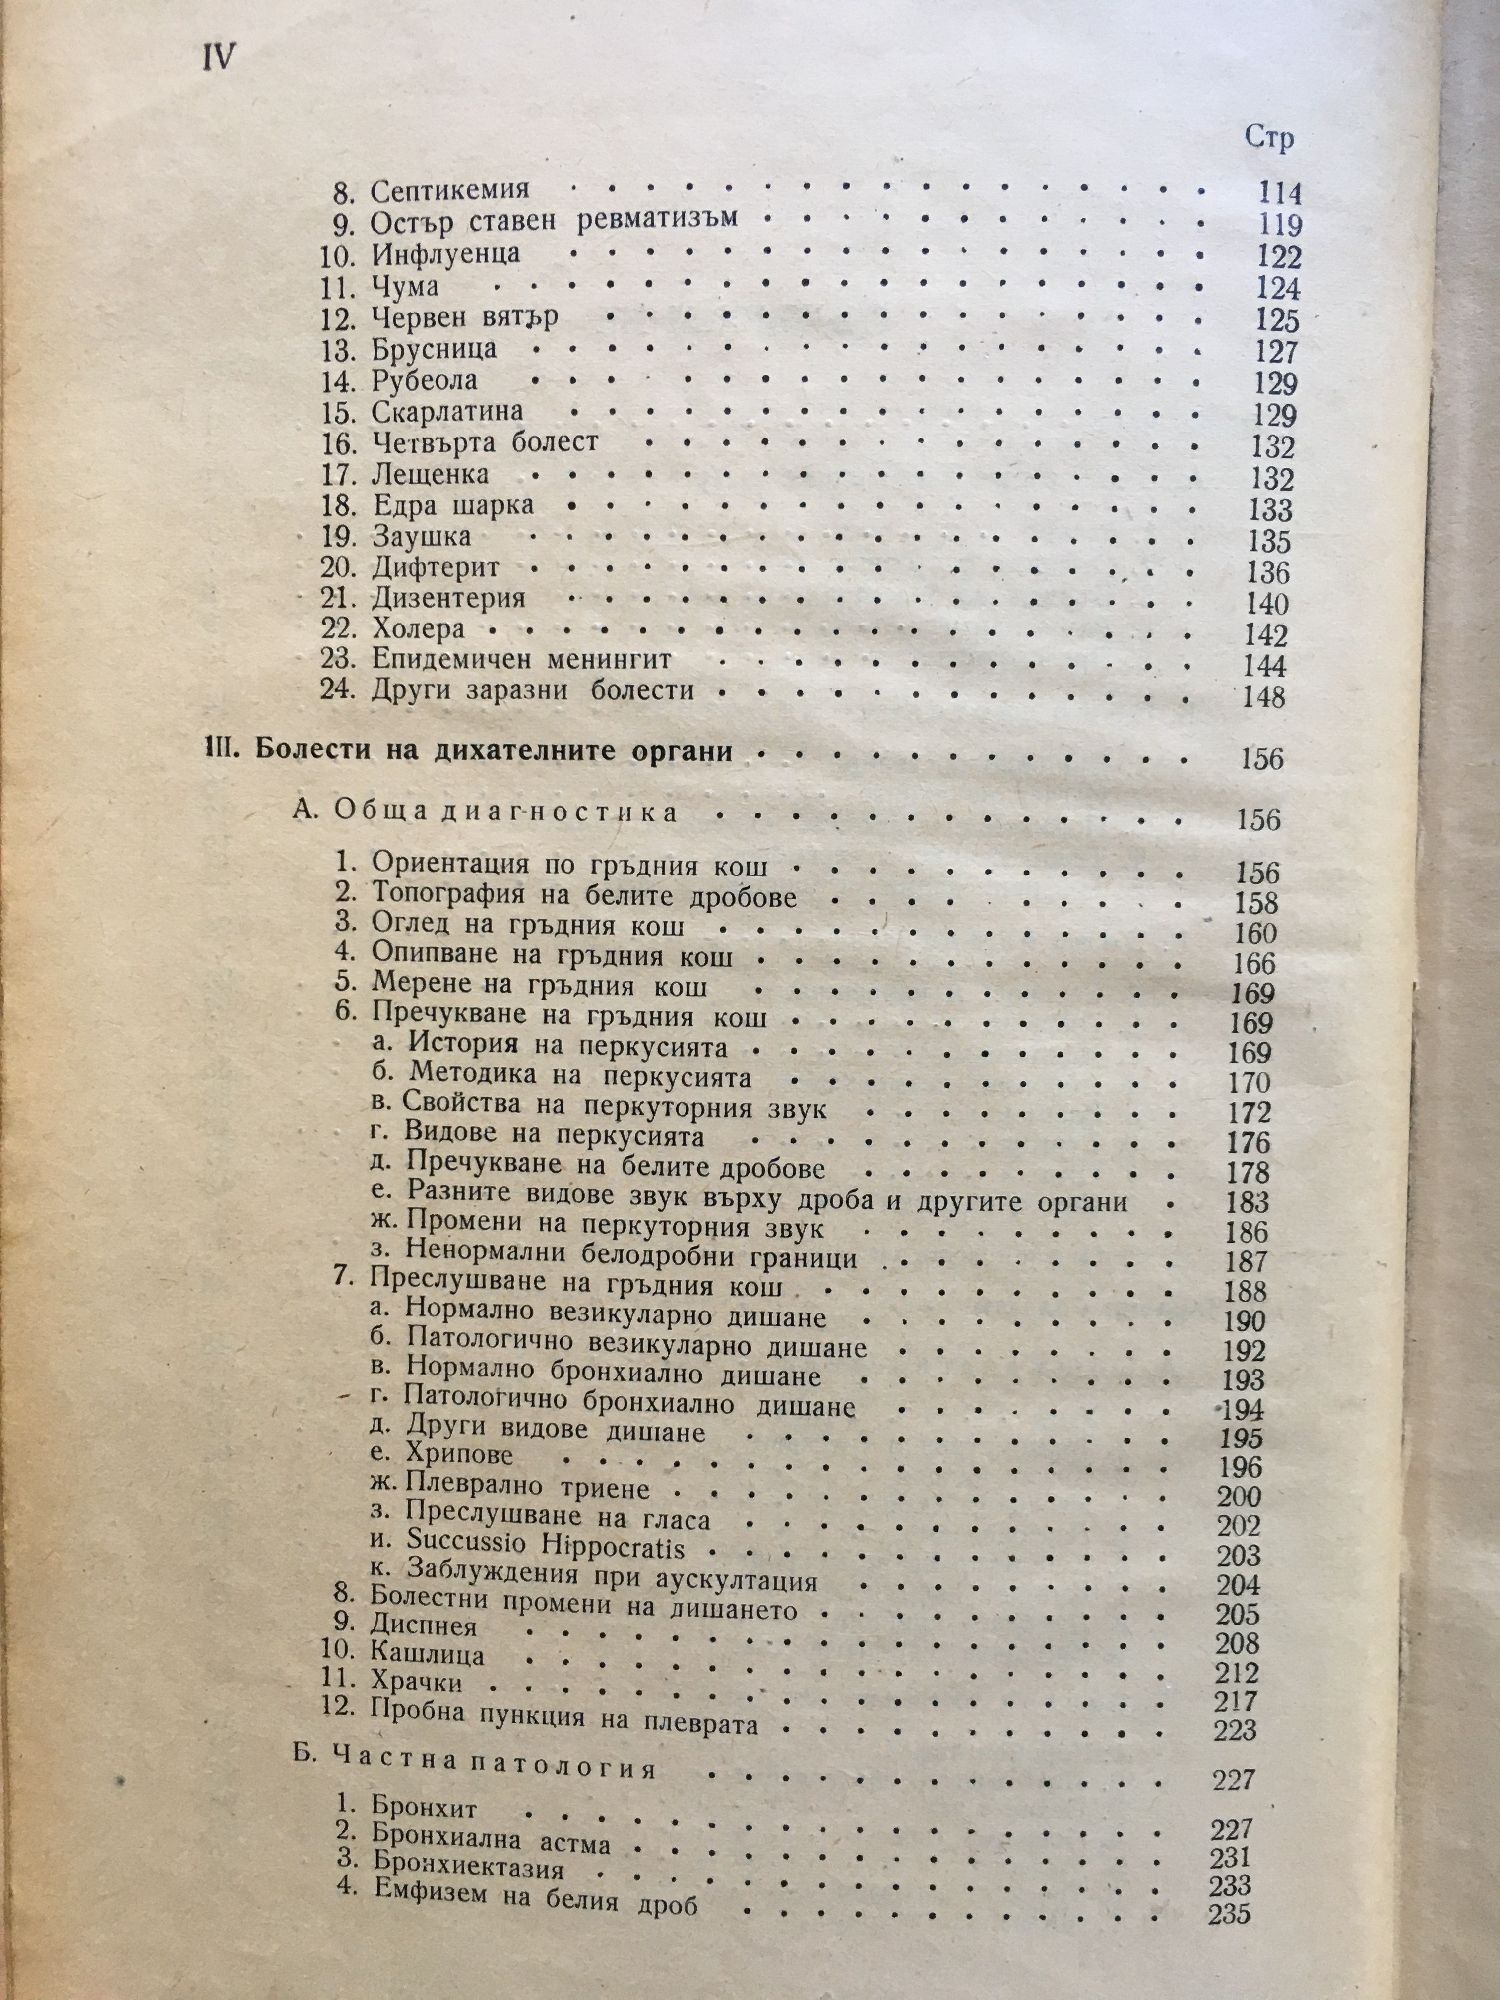 IV
Стр
8. Септикемия 114
9. Остър ставен ревматизъм 119
10. Инфлуенца 122
11. Чума 124
12. Червен вятър 125
13. Брусница 127
14. Рубеола 129
15. Скарлатина 129
16. Четвърта болест 132
17. Лещенка 132
18. Едра шарка 133
19. Заушка 135
20. Дифтерит 136
21. Дизентерия 140
22. Холера 142
23. Епидемичен менингит 144
24. Други заразни болести 148
III. Болести на дихателните органи 156
А. Обща диагностика 156
1. Ориентация по гръдния кош 156
2. Топография на белите дробове 158
3. Оглед на гръдния кош 160
4. Опипване на гръдния кош 166
5. Мерене на гръдния кош 169
6. Пречукване на гръдния кош 169
а. История на перкусията 169
б. Методика на перкусията 170
в. Свойства на перкуторния звук 172
г. Видове на перкусията 176
д. Пречукване на белите дробове 178
е. Разните видове звук върху дроба и другите органи 183
ж. Промени на перкуторния звук 186
з. Ненормални белодробни граници 187
7. Преслушване на гръдния кош 188
а. Нормално везикуларно дишане 190
б. Патологично везикуларно дишане 192
в. Нормално бронхиално дишане 193
г. Патологично бронхиално дишане 194
д. Други видове дишане 195
е. Хрипове 196
ж. Плеврално триене 200
з. Преслушване на гласа 202
и. Succussio Hippocratis 203
к. Заблуждения при аускултация 204
8. Болестни промени на дишането 205
9. Диспнея 208
10. Кашлица 212
11. Храчки 217
12. Пробна пункция на плеврата 223
Б. Частна патология 227
1. Бронхит 227
2. Бронхиална астма 231
3. Бронхиектазия 233
4. Емфизем на белия дроб 235